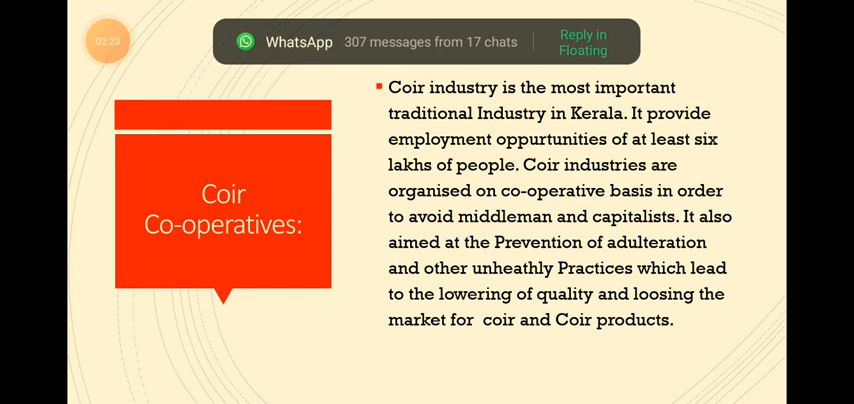 02:23
WhatsApp 307 messages from 17 chats Reply in Floating
Coir
Co-operatives:
Coir industry is the most important
traditional Industry in Kerala. It provide
employment oppurtunities of at least six
lakhs of people. Coir industries are
organised on co-operative basis in order
to avoid middleman and capitalists. It also
aimed at the Prevention of adulteration
and other unheathly Practices which lead
to the lowering of quality and loosing the
market for coir and Coir products.